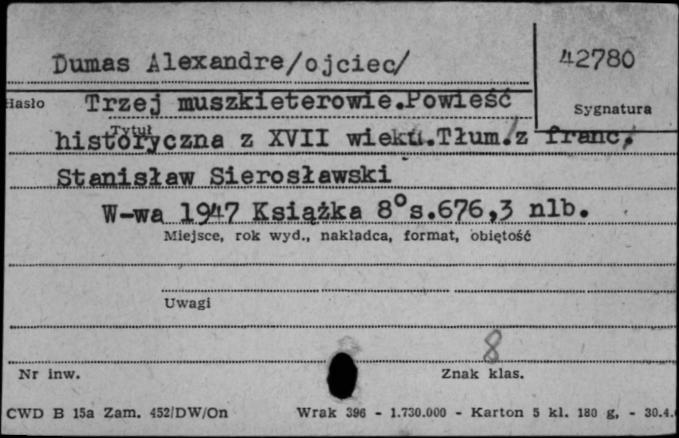 Dumas Alexandre/ojciec/
42780
Hasło
Trzej muszkieterowie.Powieść
Sygnatura
Tytuł
historyczna z XVII wieku.Tłum./z franc.
Stanisław Sierosławski
W-wa 1947 Książka 8° s.676,3 nlb.
Miejsce, rok wyd., nakładca, format, objętość
Uwagi
8
Nr inw.
Znak klas.
CWD B 15a Zam. 452/DW/On
Wrak 396 - 1.730.000 - Karton 5 kl. 180 g, - 30.4.